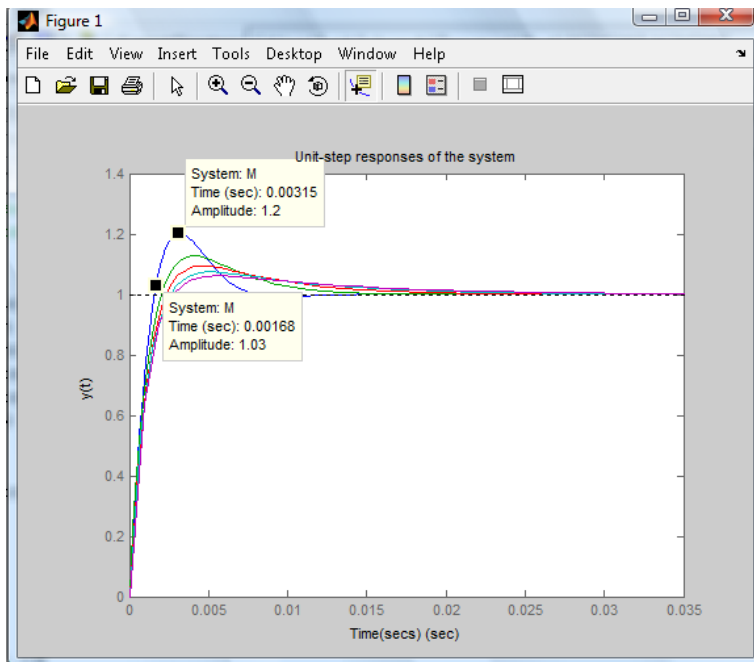 Figure 1
File Edit View Insert Tools Desktop Window Help
Unit-step responses of the system
System: M
Time (sec): 0.00315
Amplitude: 1.2
System: M
Time (sec): 0.00168
Amplitude: 1.03
y(t)
1.4
1.2
1
0.8
0.6
0.4
0.2
0
0 0.005 0.01 0.015 0.02 0.025 0.03 0.035
Time(secs) (sec)